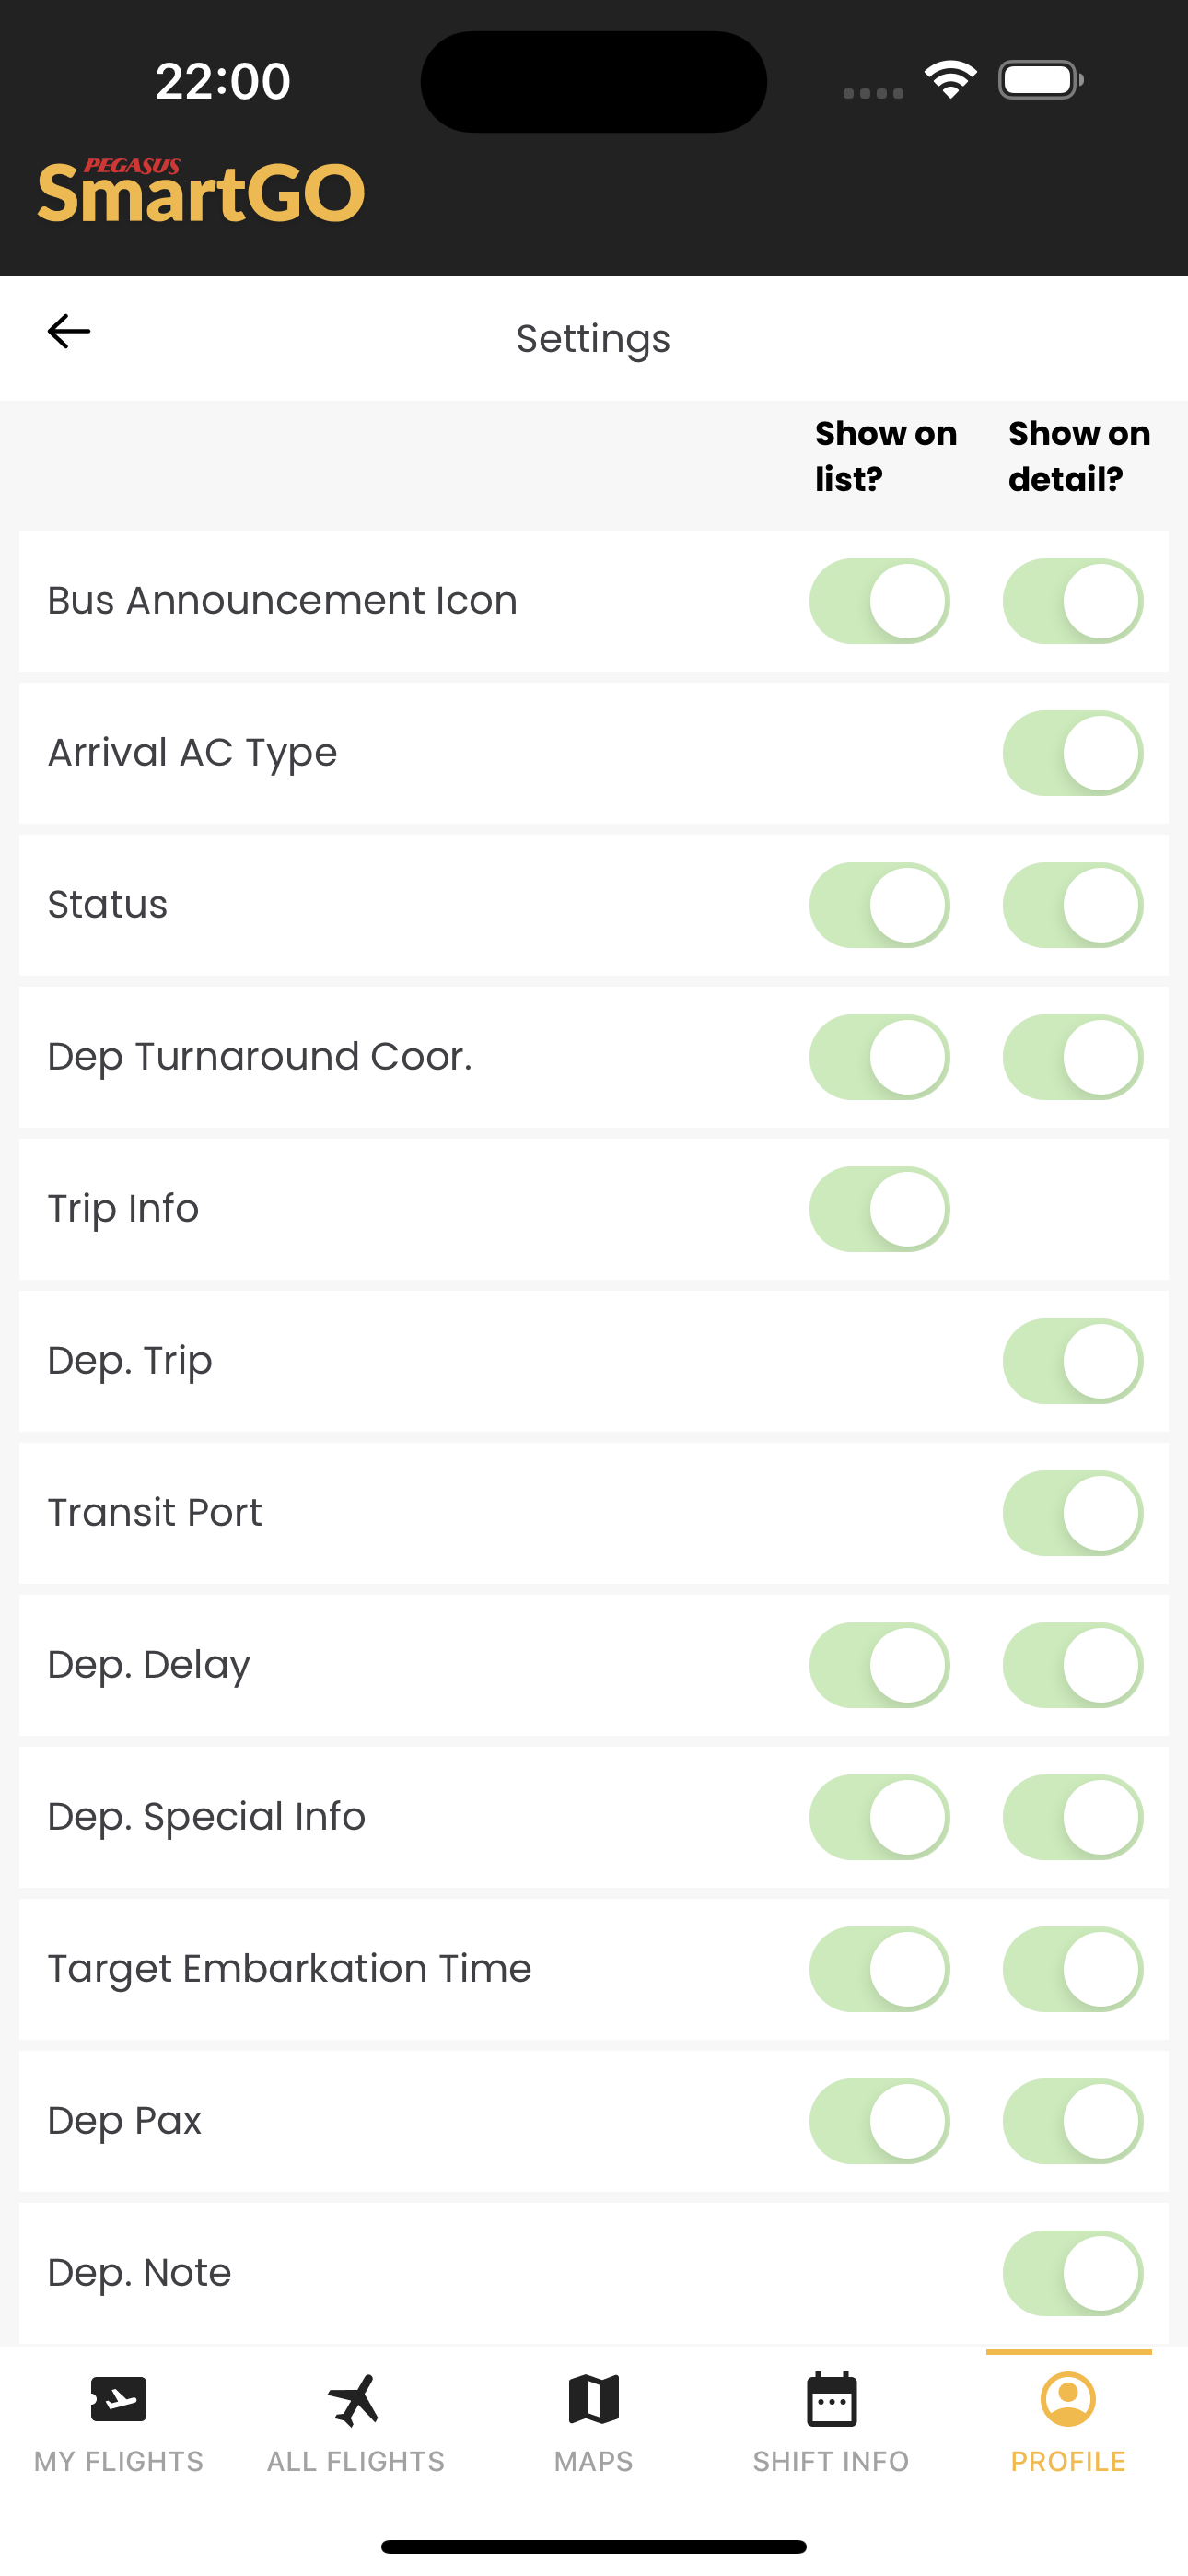 22:00
PEGASUS
SmartGO
Settings
Show on list?
Show on detail?
Bus Announcement Icon
Arrival AC Type
Status
Dep Turnaround Coor.
Trip Info
Dep. Trip
Transit Port
Dep. Delay
Dep. Special Info
Target Embarkation Time
Dep Pax
Dep. Note
MY FLIGHTS
ALL FLIGHTS
MAPS
SHIFT INFO
PROFILE